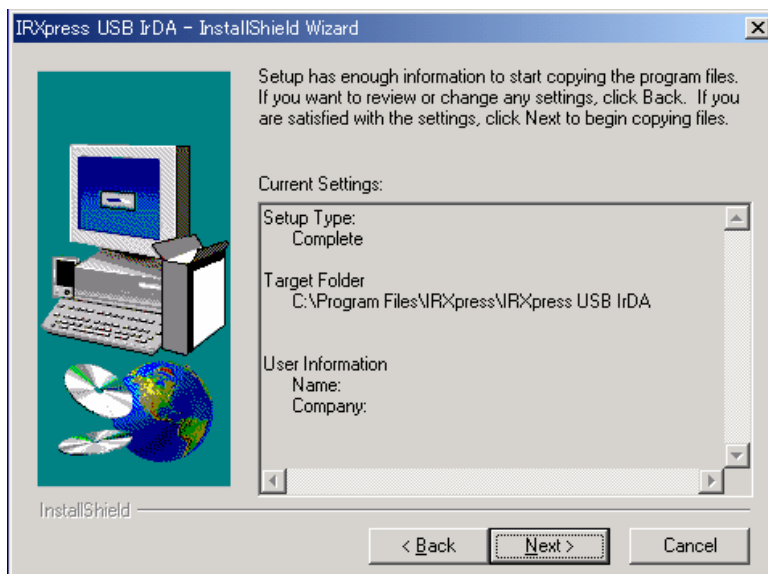 IRXpress USB IrDA - InstallShield Wizard
Setup has enough information to start copying the program files.
If you want to review or change any settings, click Back.  If you
are satisfied with the settings, click Next to begin copying files.
Current Settings:
Setup Type:
Complete
Target Folder
C:\Program Files\IRXpress\IRXpress USB IrDA
User Information
Name:
Company:
InstallShield
< Back
Next >
Cancel